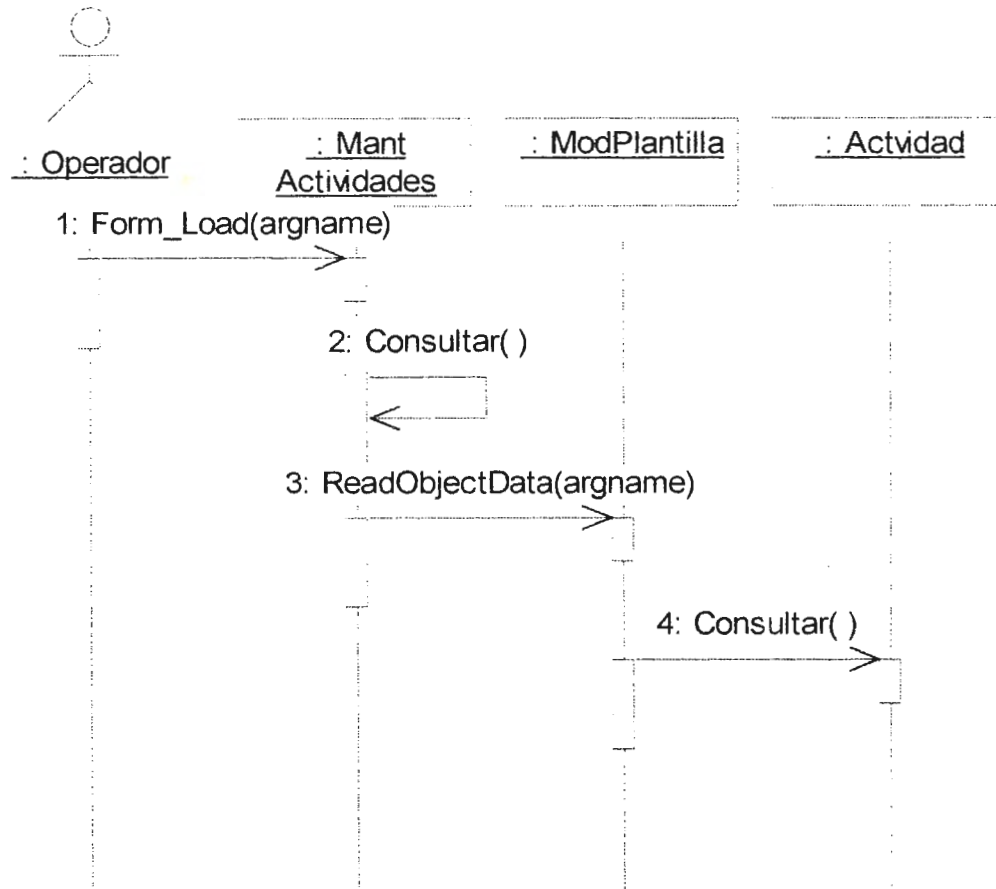 : Operador
: Mant
Actividades
: ModPlantilla
: Actvidad
1: Form_Load(argname)
2: Consultar( )
3: ReadObjectData(argname)
4: Consultar( )